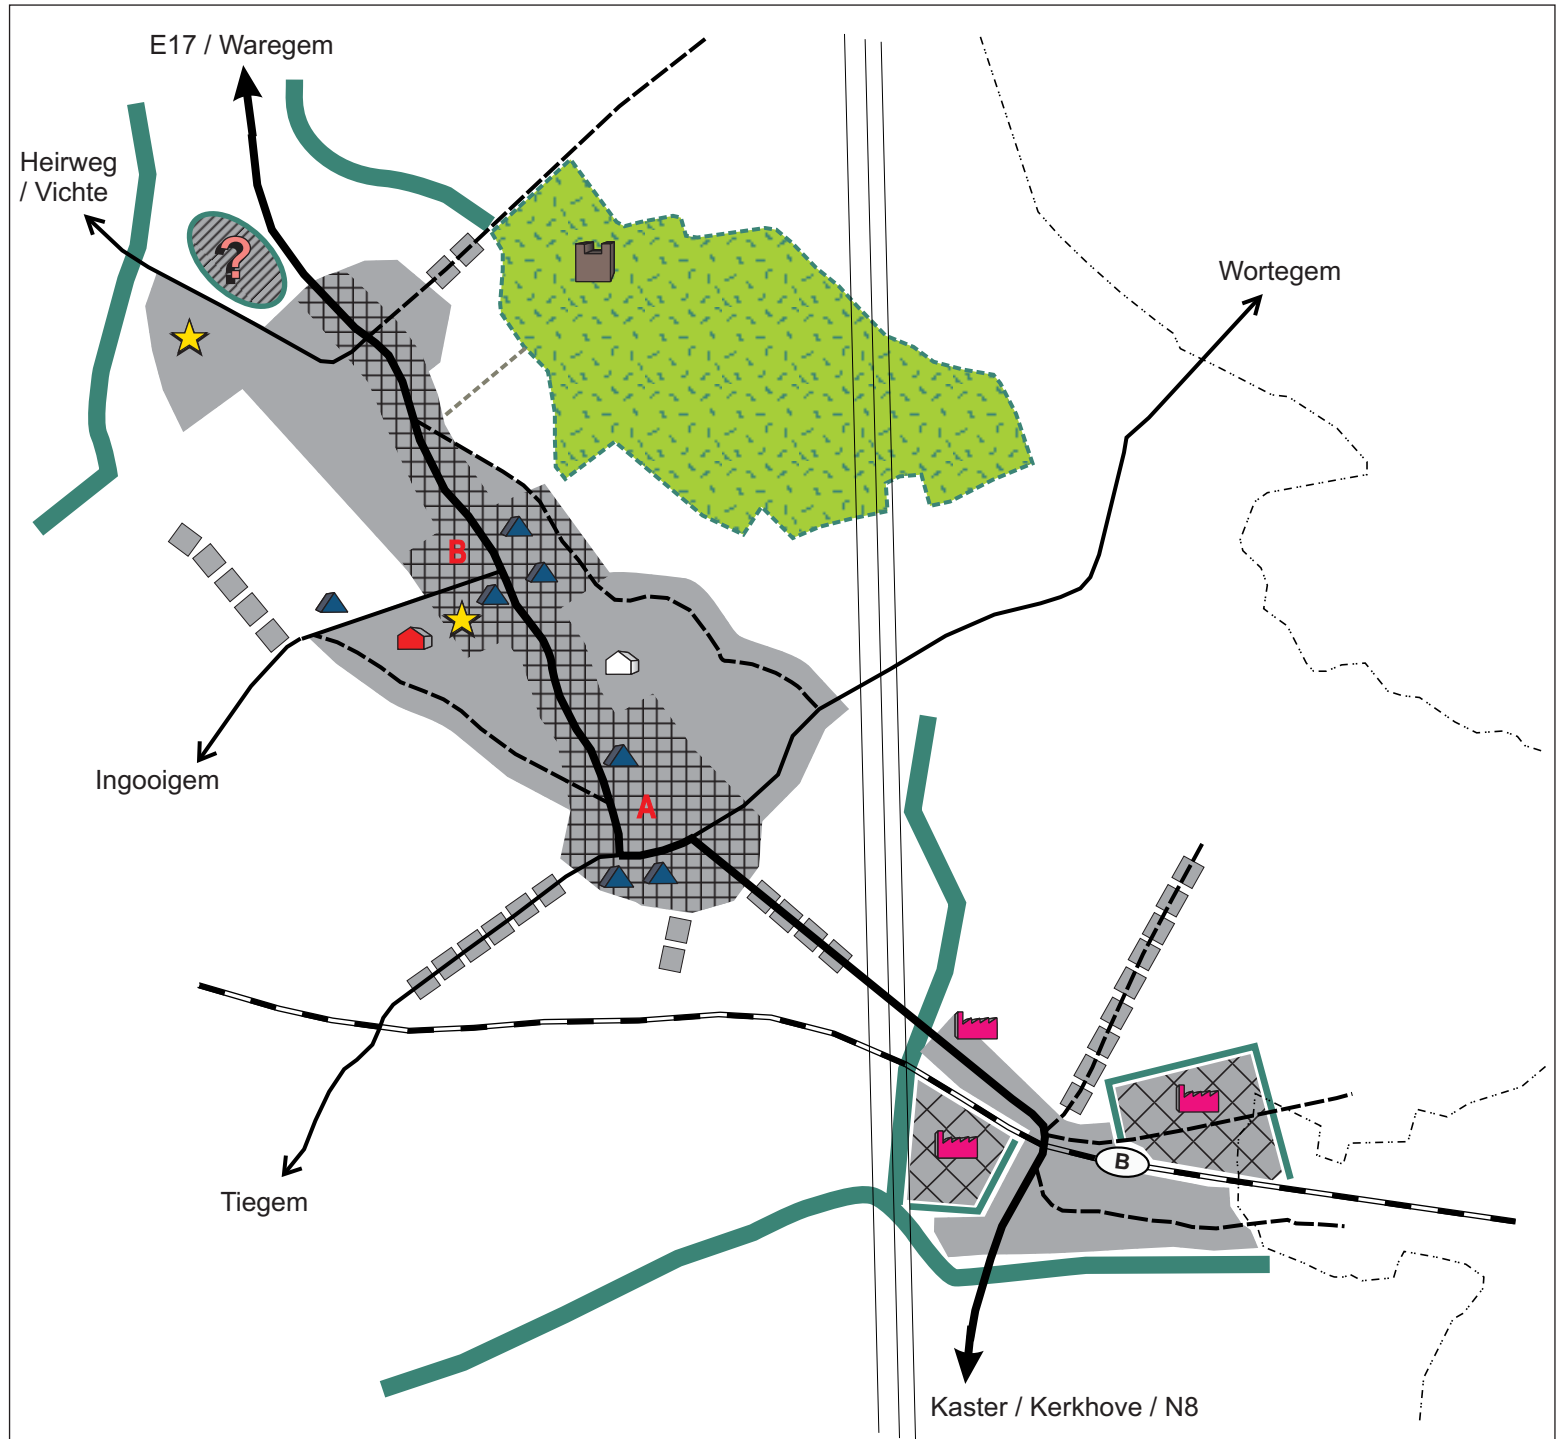 E17 / Waregem
Heirweg
/ Vichte
?
Wortegem
B
A
Ingooigem
B
Tiegem
Kaster / Kerkhove / N8